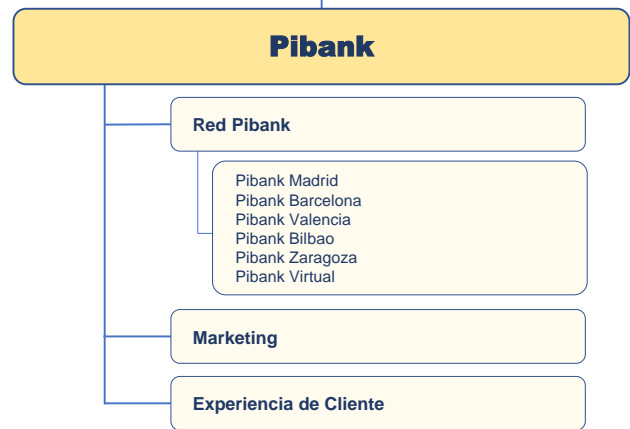 Pibank
Red Pibank
Pibank Madrid
Pibank Barcelona
Pibank Valencia
Pibank Bilbao
Pibank Zaragoza
Pibank Virtual
Marketing
Experiencia de Cliente